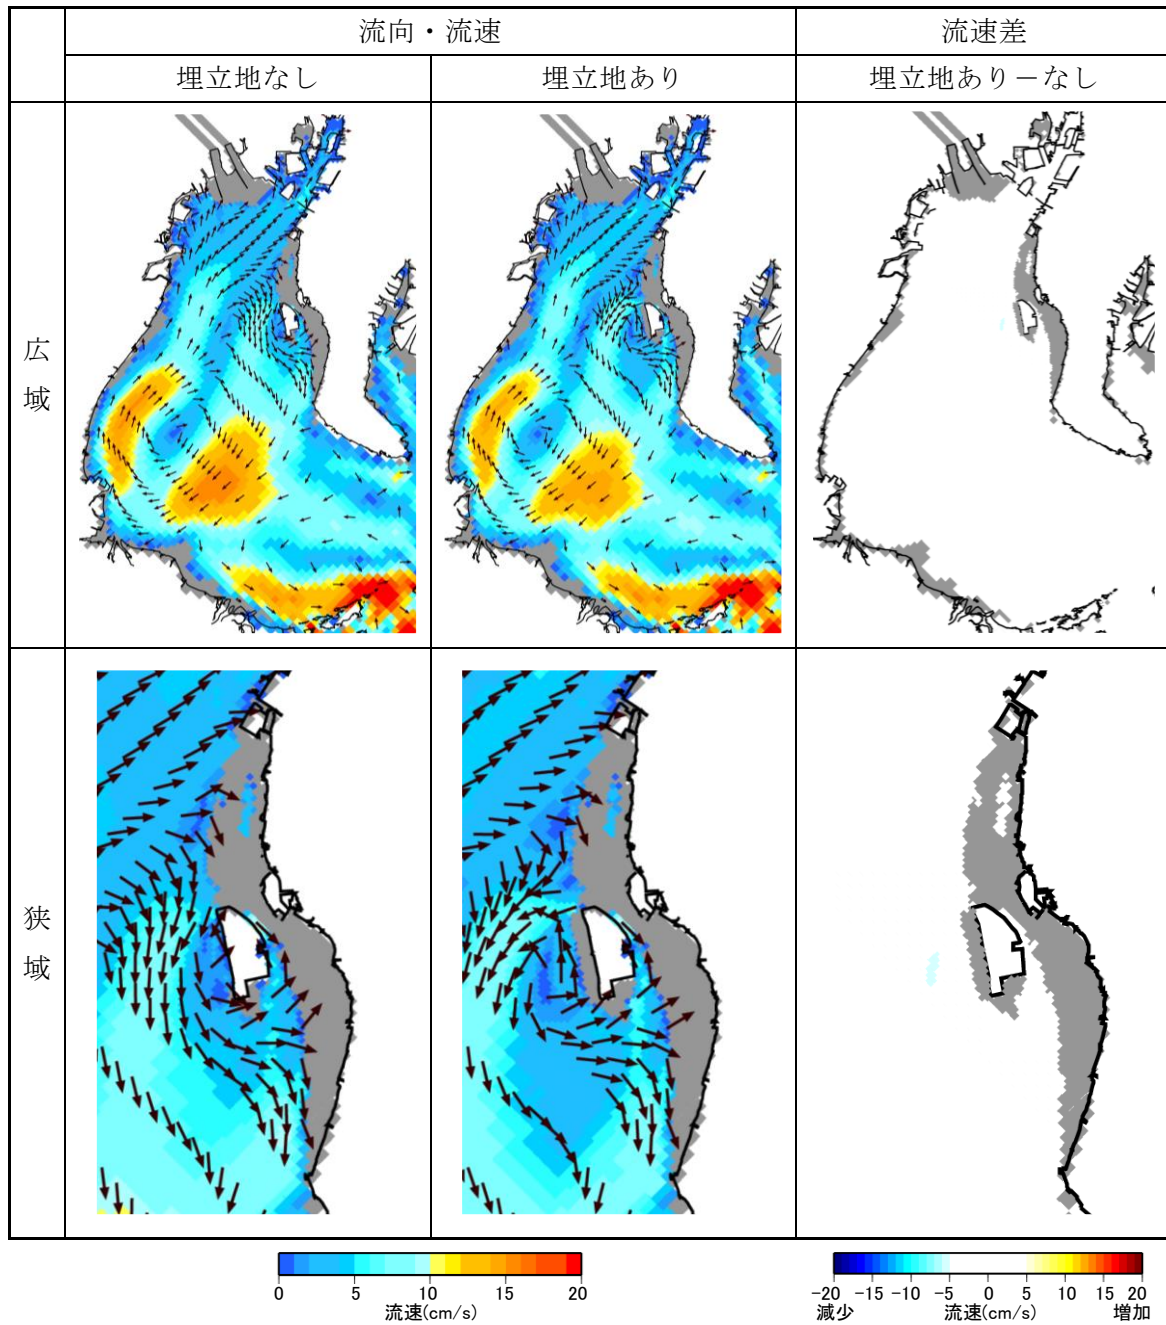 流向・流速
流速差
埋立地なし
埋立地あり
埋立地あり－なし
広域
狭域
0 5 10 15 20
流速(cm/s)
-20 -15 -10 -5 0 5 10 15 20
減少 流速(cm/s) 増加